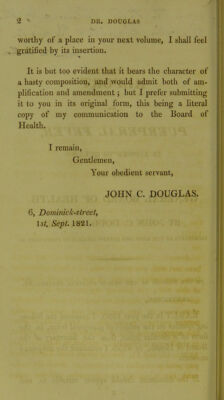 2 DR. DOUGLAS
worthy of a place in your next volume, I shall feel
gratified by its insertion.
It is but too evident that it bears the character of
a hasty composition, and would admit both of am-
plification and amendment ; but I prefer submitting
it to you in its original form, this being a literal
copy of my communication to the Board of
Health.
I remain,
Gentlemen,
Your obedient servant,
JOHN C. DOUGLAS.
6, Dominick-street,
1st, Sept. 1821.